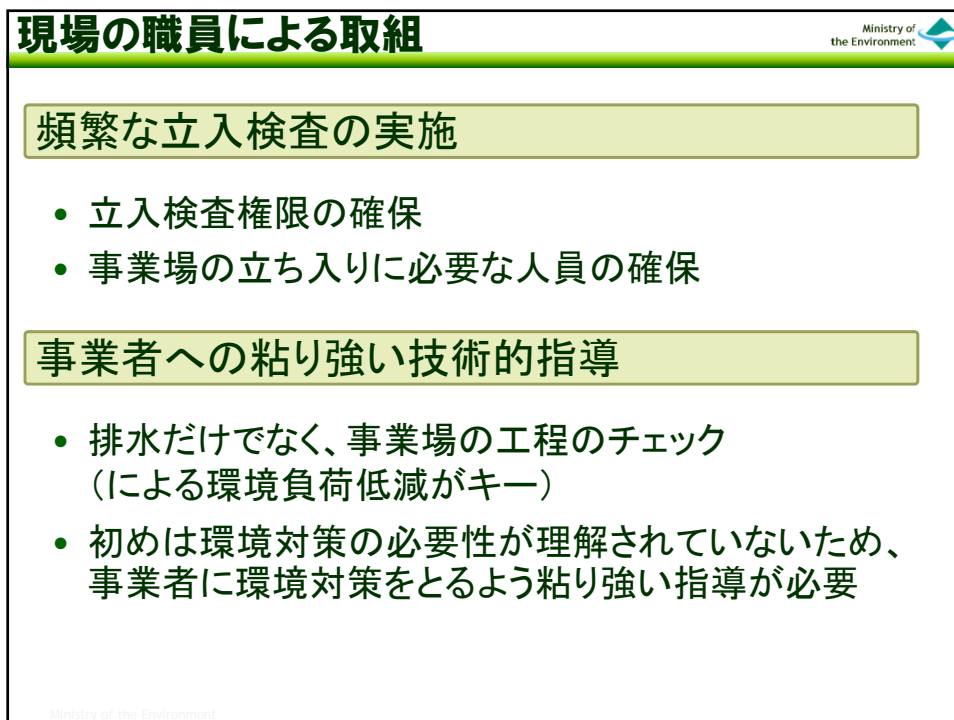 現場の職員による取組
Ministry of
the Environment
頻繁な立入検査の実施
• 立入検査権限の確保
• 事業場の立ち入りに必要な人員の確保
事業者への粘り強い技術的指導
• 排水だけでなく、事業場の工程のチェック
（による環境負荷低減がキー）
• 初めは環境対策の必要性が理解されていないため、
事業者に環境対策をとるよう粘り強い指導が必要
Ministry of the Environment